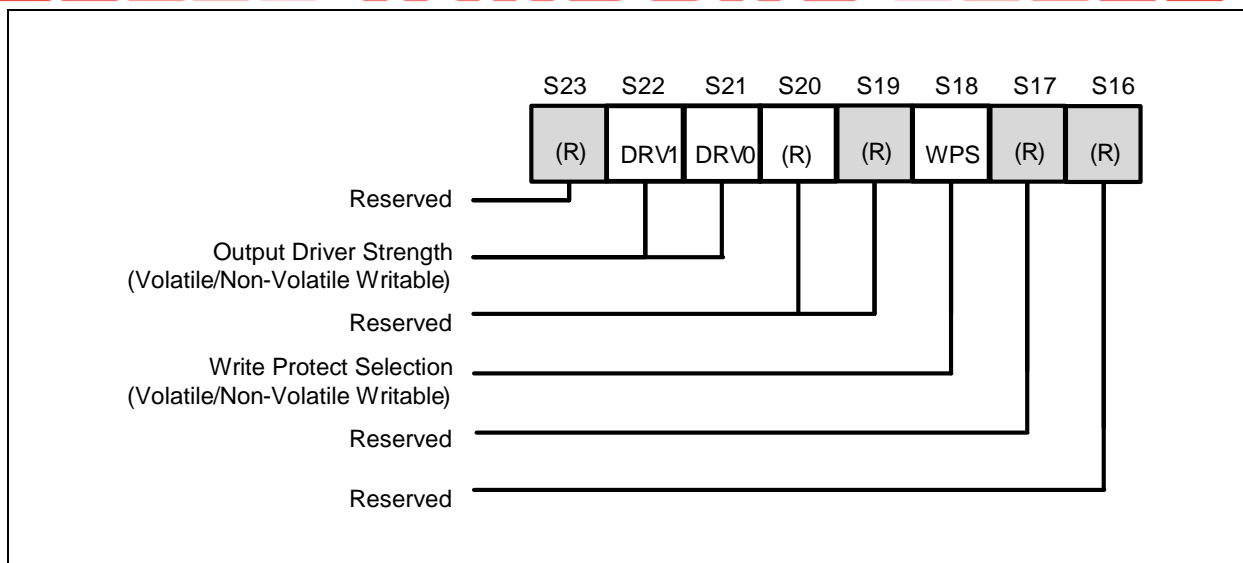 S23 S22 S21 S20 S19 S18 S17 S16
(R) DRV1 DRV0 (R) (R) WPS (R) (R)
Reserved
Output Driver Strength
(Volatile/Non-Volatile Writable)
Reserved
Write Protect Selection
(Volatile/Non-Volatile Writable)
Reserved
Reserved